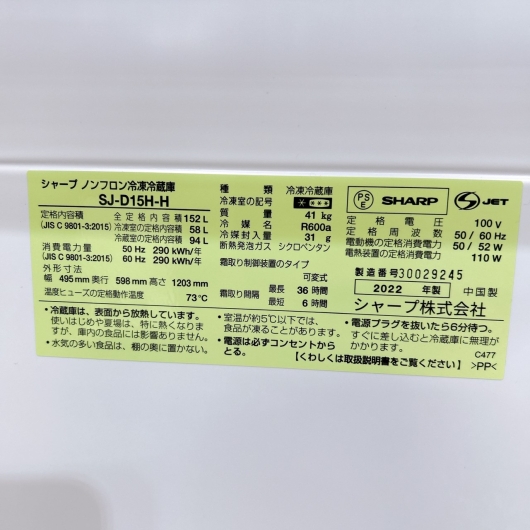 シャープ ノンフロン冷凍冷蔵庫
SJ-D15H-H
定格内容積 全定格内容積 152 L
(JIS C 9801-3:2015) 冷凍室の定格内容積 58 L
冷蔵室の定格内容積 94 L
消費電力量 50 Hz 290 kWh/年
(JIS C 9801-3:2015) 60 Hz 290 kWh/年
外形寸法
幅 495 mm 奥行 598 mm 高さ 1203 mm
温度ヒューズの定格動作温度 73℃
種類 冷凍冷蔵庫
冷凍室の記号
質量 41 kg
冷媒名 R600a
冷媒封入量 31 g
断熱発泡ガス シクロペンタン
霜取り制御装置のタイプ
可変式
霜取り間隔 最長 36 時間
最短 6 時間
PSE SHARP JET
定格電圧 100 V
定格周波数 50 / 60 Hz
電動機の定格消費電力 50 / 52 W
電熱装置の定格消費電力 110 W
製造番号 30029245
2022 年製 中国製
シャープ株式会社
・冷蔵庫は、表面から放熱しています。
使いはじめや夏場は、特に熱くなりま
すが、庫内の食品には影響ありません。
・水気の多い食品は、棚の奥に置かない。
・室温が約5℃以下では、
食品が凍ることがあります。
・電源は必ずコンセントから
とる。
・電源プラグを抜いたら6分待つ。
すぐに差し込むと冷蔵庫に無理が
かかります。
【くわしくは取扱説明書をご覧ください】
C477
>PP<